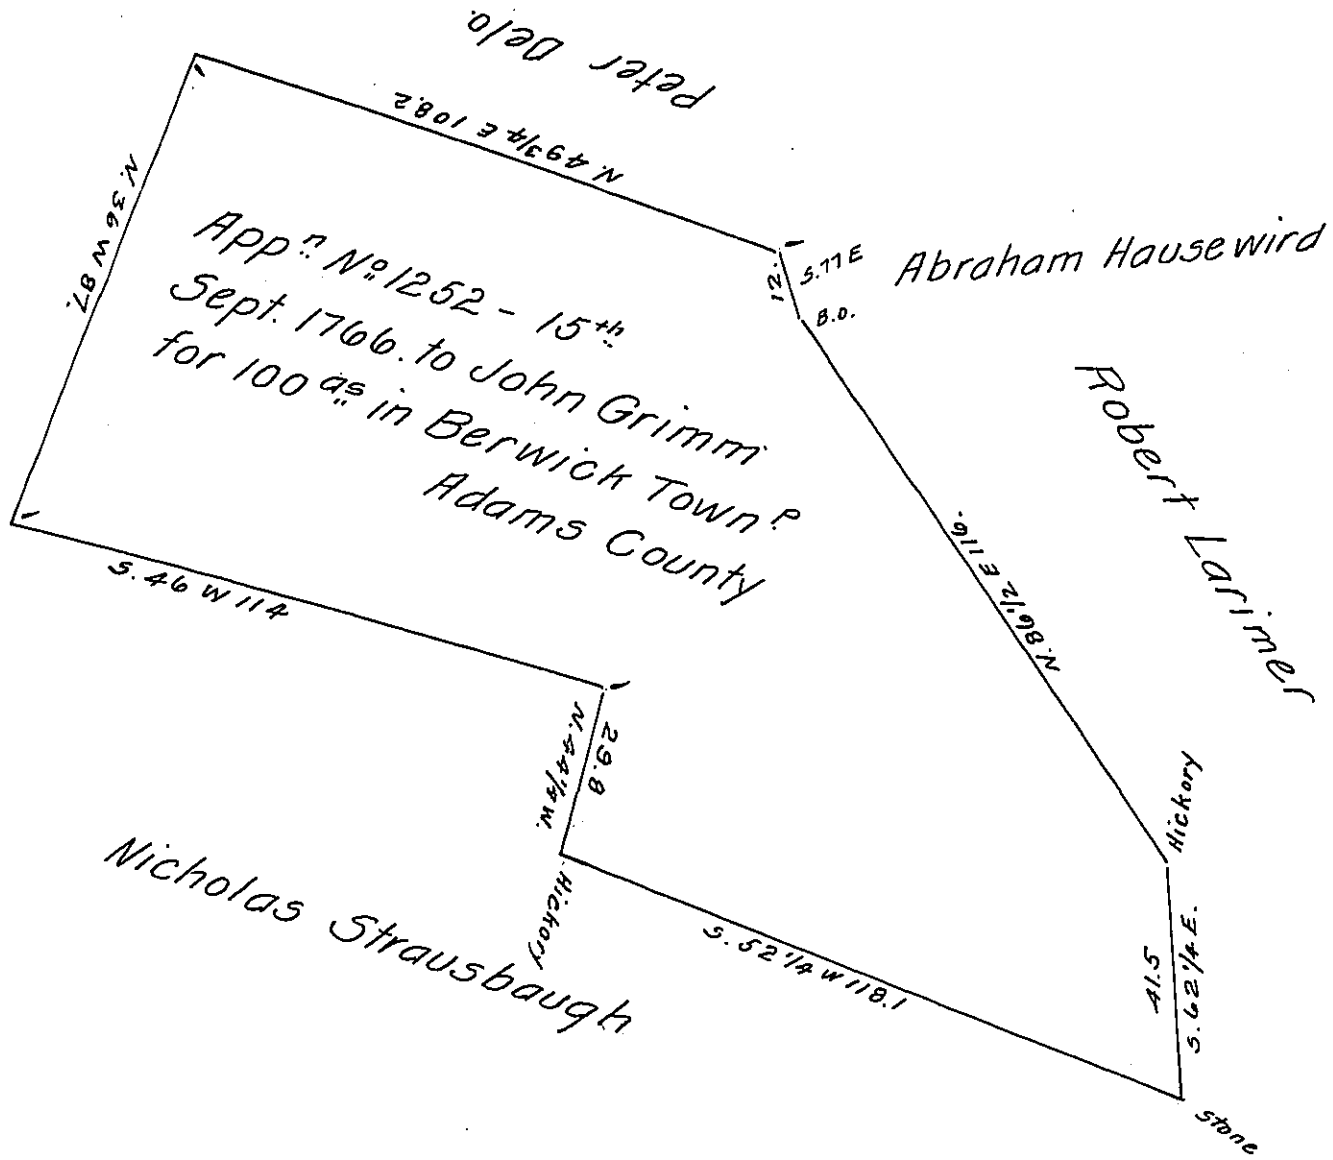 Peter Delo.
N. 49 3/4 E 108.2
N. 36 W 87.
12.
S. 77 E
B.O.
Abraham Hausewird
App.n No. 1252 - 15th
Sept. 1766. to John Grimm
for 100 as in Berwick Town.P
Adams County
Robert Larimer
N. 86 1/2 E 116.
S. 46 W 114
29.8
N. 44 1/4 W.
Hickory
Hickory
Nicholas Strausbaugh
S. 52 1/4 W 118.1
41.5
S. 62 1/4 E.
Stone